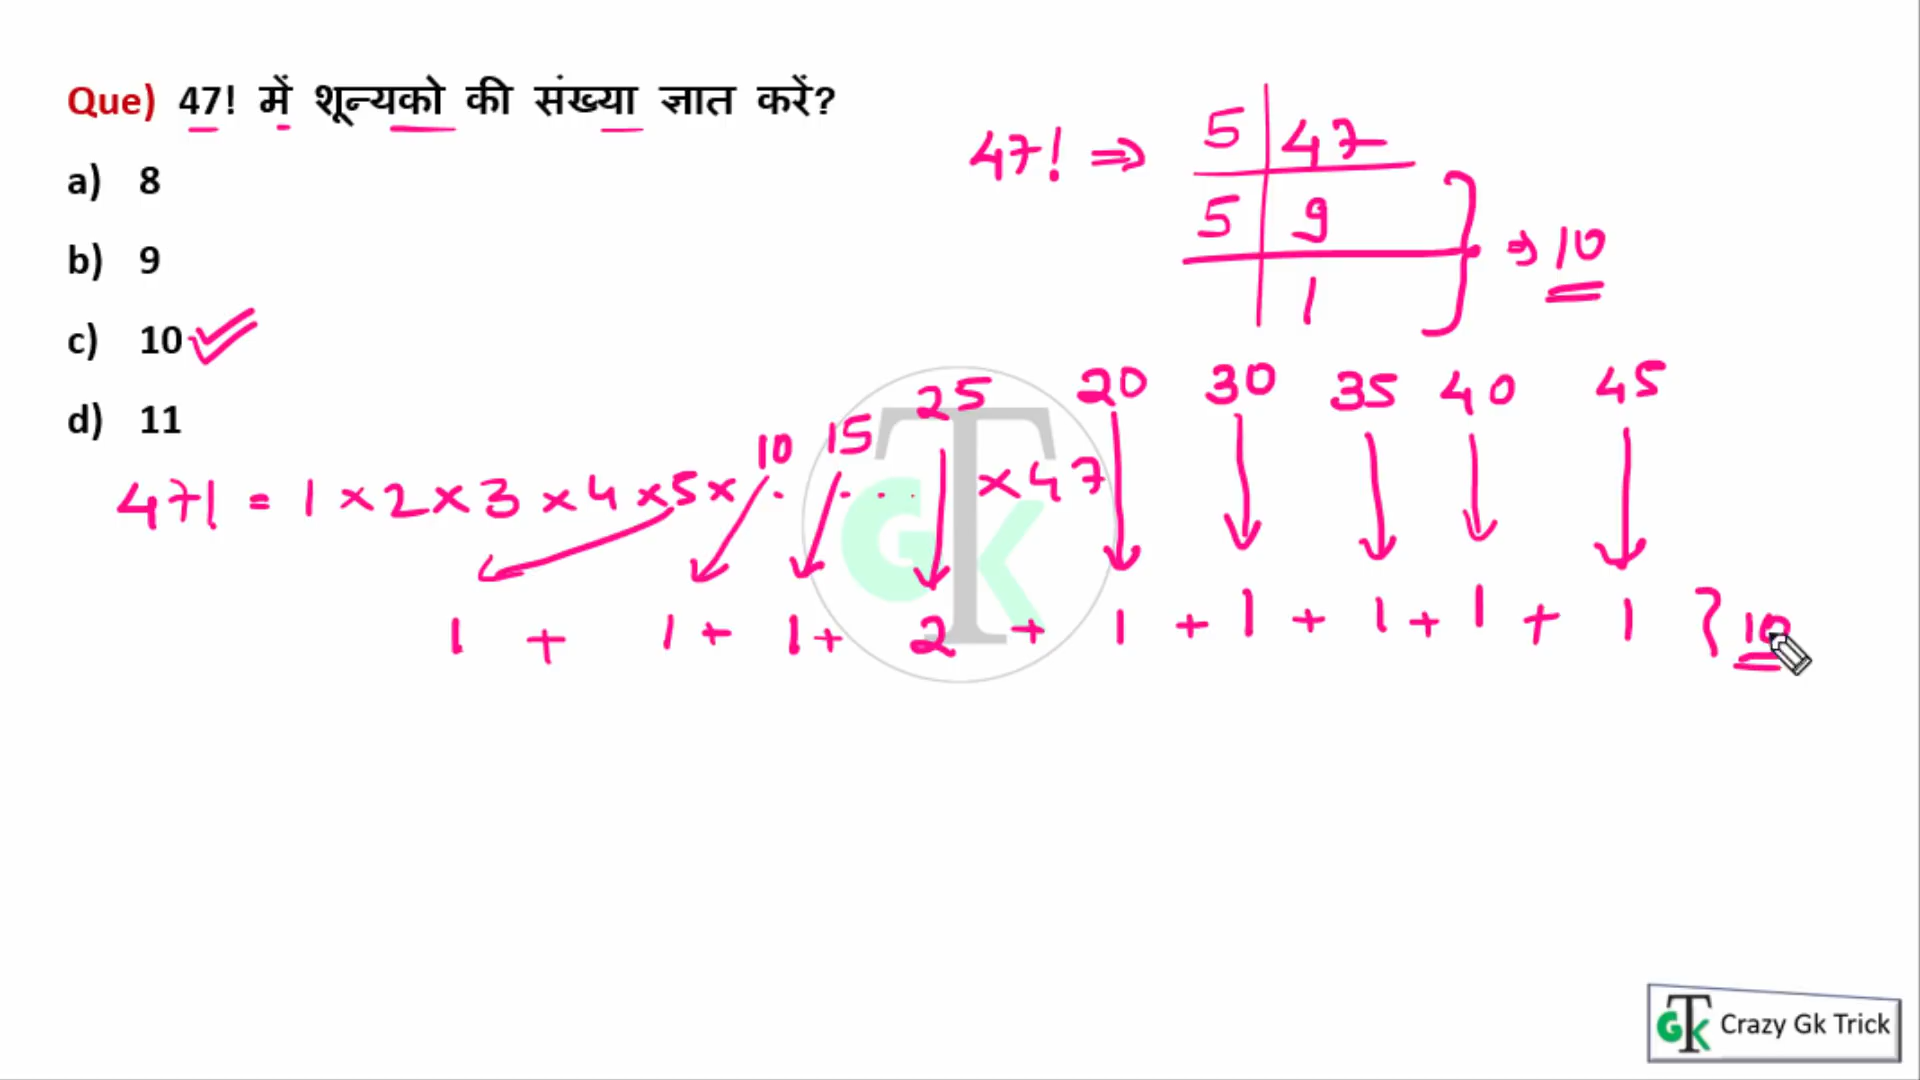 Que) 47! में शून्यको की संख्या ज्ञात करें?
a) 8
b) 9
c) 10
d) 11
47! ⇒
5 | 47
5 | 9
1
⇒ 10
10 15 25 20 30 35 40 45
47! = 1 × 2 × 3 × 4 × 5 × . . . . × 47
1 + 1 + 1 + 2 + 1 + 1 + 1 + 1 + 1 } 10
GTK
GTK Crazy Gk Trick